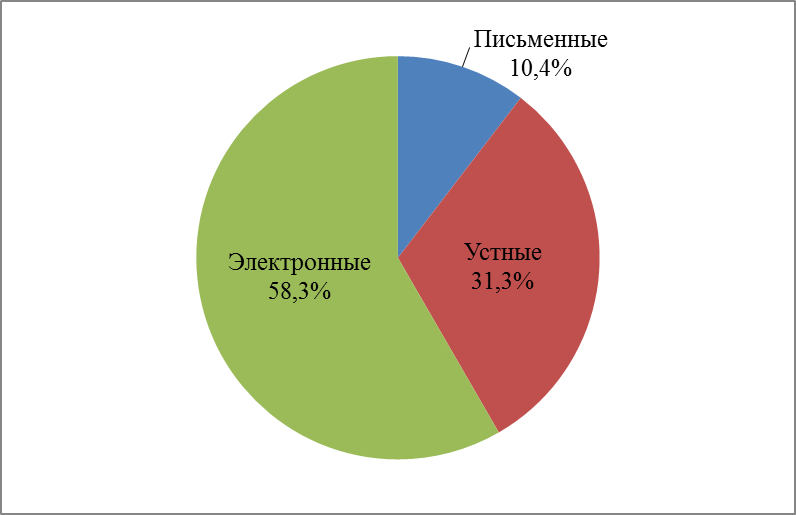 Письменные
10,4%
Устные
31,3%
Электронные
58,3%